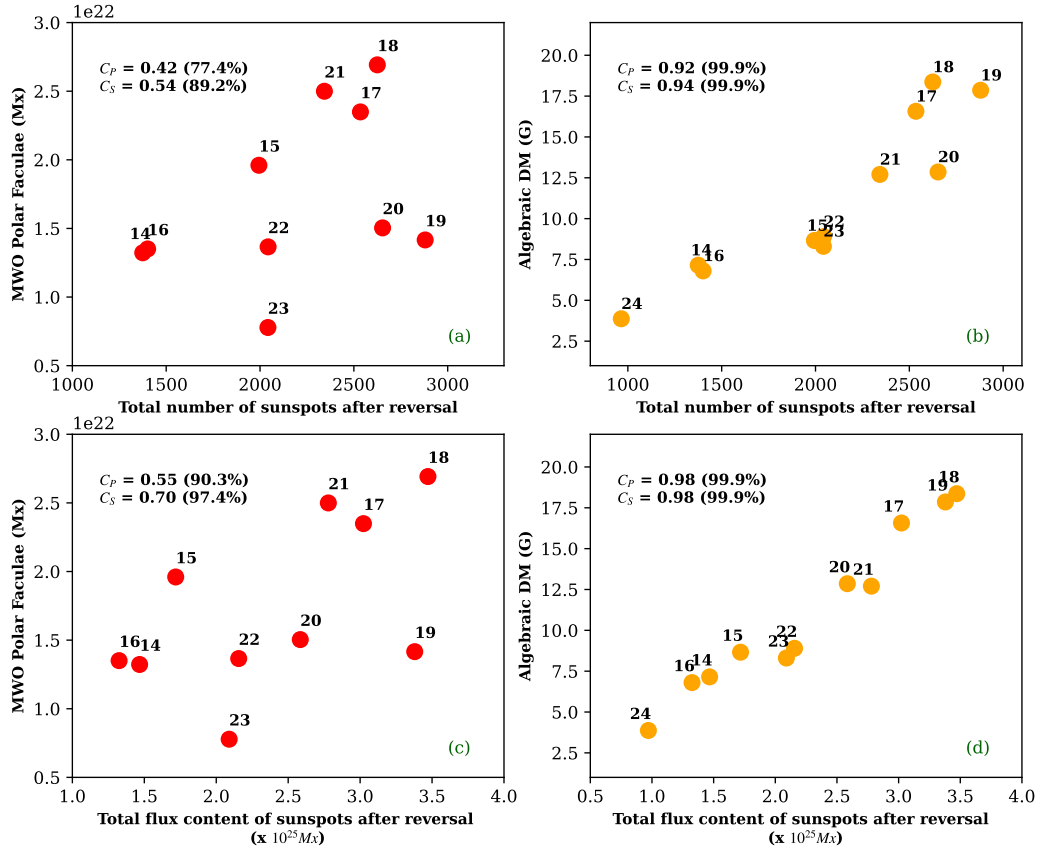 1e22
3.0
2.5
2.0
1.5
1.0
0.5
MWO Polar Faculae (Mx)
C_P = 0.42 (77.4%)
C_S = 0.54 (89.2%)
18
21
17
15
20
19
22
14
16
23
(a)
1000 1500 2000 2500 3000
Total number of sunspots after reversal
20.0
17.5
15.0
12.5
10.0
7.5
5.0
2.5
Algebraic DM (G)
C_P = 0.92 (99.9%)
C_S = 0.94 (99.9%)
18
19
17
21
20
15
22
23
14
16
24
(b)
1000 1500 2000 2500 3000
Total number of sunspots after reversal
1e22
3.0
2.5
2.0
1.5
1.0
0.5
MWO Polar Faculae (Mx)
C_P = 0.55 (90.3%)
C_S = 0.70 (97.4%)
18
21
17
15
20
19
16
14
22
23
(c)
1.0 1.5 2.0 2.5 3.0 3.5 4.0
Total flux content of sunspots after reversal
(x 10^25 Mx)
20.0
17.5
15.0
12.5
10.0
7.5
5.0
2.5
Algebraic DM (G)
C_P = 0.98 (99.9%)
C_S = 0.98 (99.9%)
18
19
17
20
21
15
22
23
16
14
24
(d)
0.5 1.0 1.5 2.0 2.5 3.0 3.5 4.0
Total flux content of sunspots after reversal
(x 10^25 Mx)